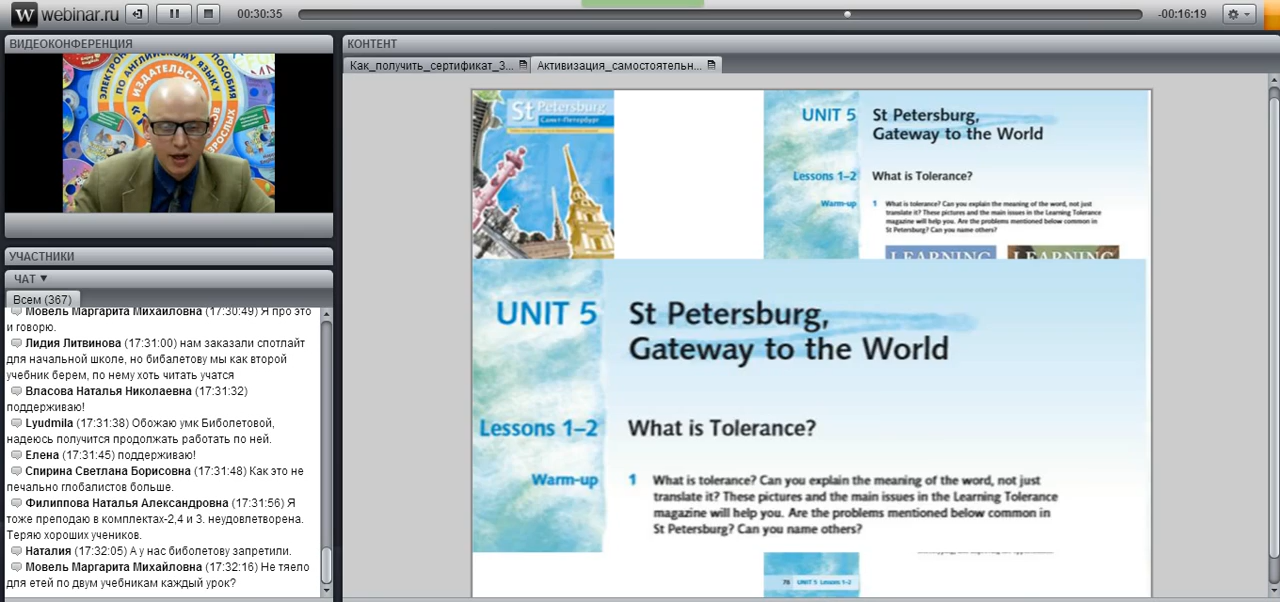 webinar.ru
00:30:35
-00:16:19
ВИДЕОКОНФЕРЕНЦИЯ
ЭЛЕКТРОН
ПОСОБИЯ
ПО АНГЛИЙСКОМУ ЯЗЫКУ
ИЗДАТЕЛЬСТВ
УЧАСТНИКИ
ЧАТ ▼
Всем (367)
Мовель Маргарита Михайловна (17:30:49) Я про это
и говорю.
Лидия Литвинова (17:31:00) нам заказали спотлайт
для начальной школе, но бибалетову мы как второй
учебник берем, по нему хоть читать учатся
Власова Наталья Николаевна (17:31:32)
поддерживаю!
Lyudmila (17:31:38) Обожаю умк Биболетовой,
надеюсь получится продолжать работать по ней.
Елена (17:31:45) поддерживаю!
Спирина Светлана Борисовна (17:31:48) Как это не
печально глобалистов больше.
Филиппова Наталья Александровна (17:31:56) Я
тоже преподаю в комплектах-2,4 и 3. неудовлетворена.
Теряю хороших учеников.
Наталия (17:32:05) А у нас биболетову запретили.
Мовель Маргарита Михайловна (17:32:16) Не тяело
для етей по двум учебникам каждый урок?
КОНТЕНТ
Как_получить_сертификат_3...
Активизация_самостоятельн...
St Petersburg
Санкт-Петербург
UNIT 5
St Petersburg,
Gateway to the World
Lessons 1–2
What is Tolerance?
Warm-up
1 What is tolerance? Can you explain the meaning of the word, not just
translate it? These pictures and the main issues in the Learning Tolerance
magazine will help you. Are the problems mentioned below common in
St Petersburg? Can you name others?
LEARNING
LEARNING
UNIT 5
St Petersburg,
Gateway to the World
Lessons 1–2
What is Tolerance?
Warm-up
1 What is tolerance? Can you explain the meaning of the word, not just
translate it? These pictures and the main issues in the Learning Tolerance
magazine will help you. Are the problems mentioned below common in
St Petersburg? Can you name others?
78 UNIT 5 Lessons 1–2